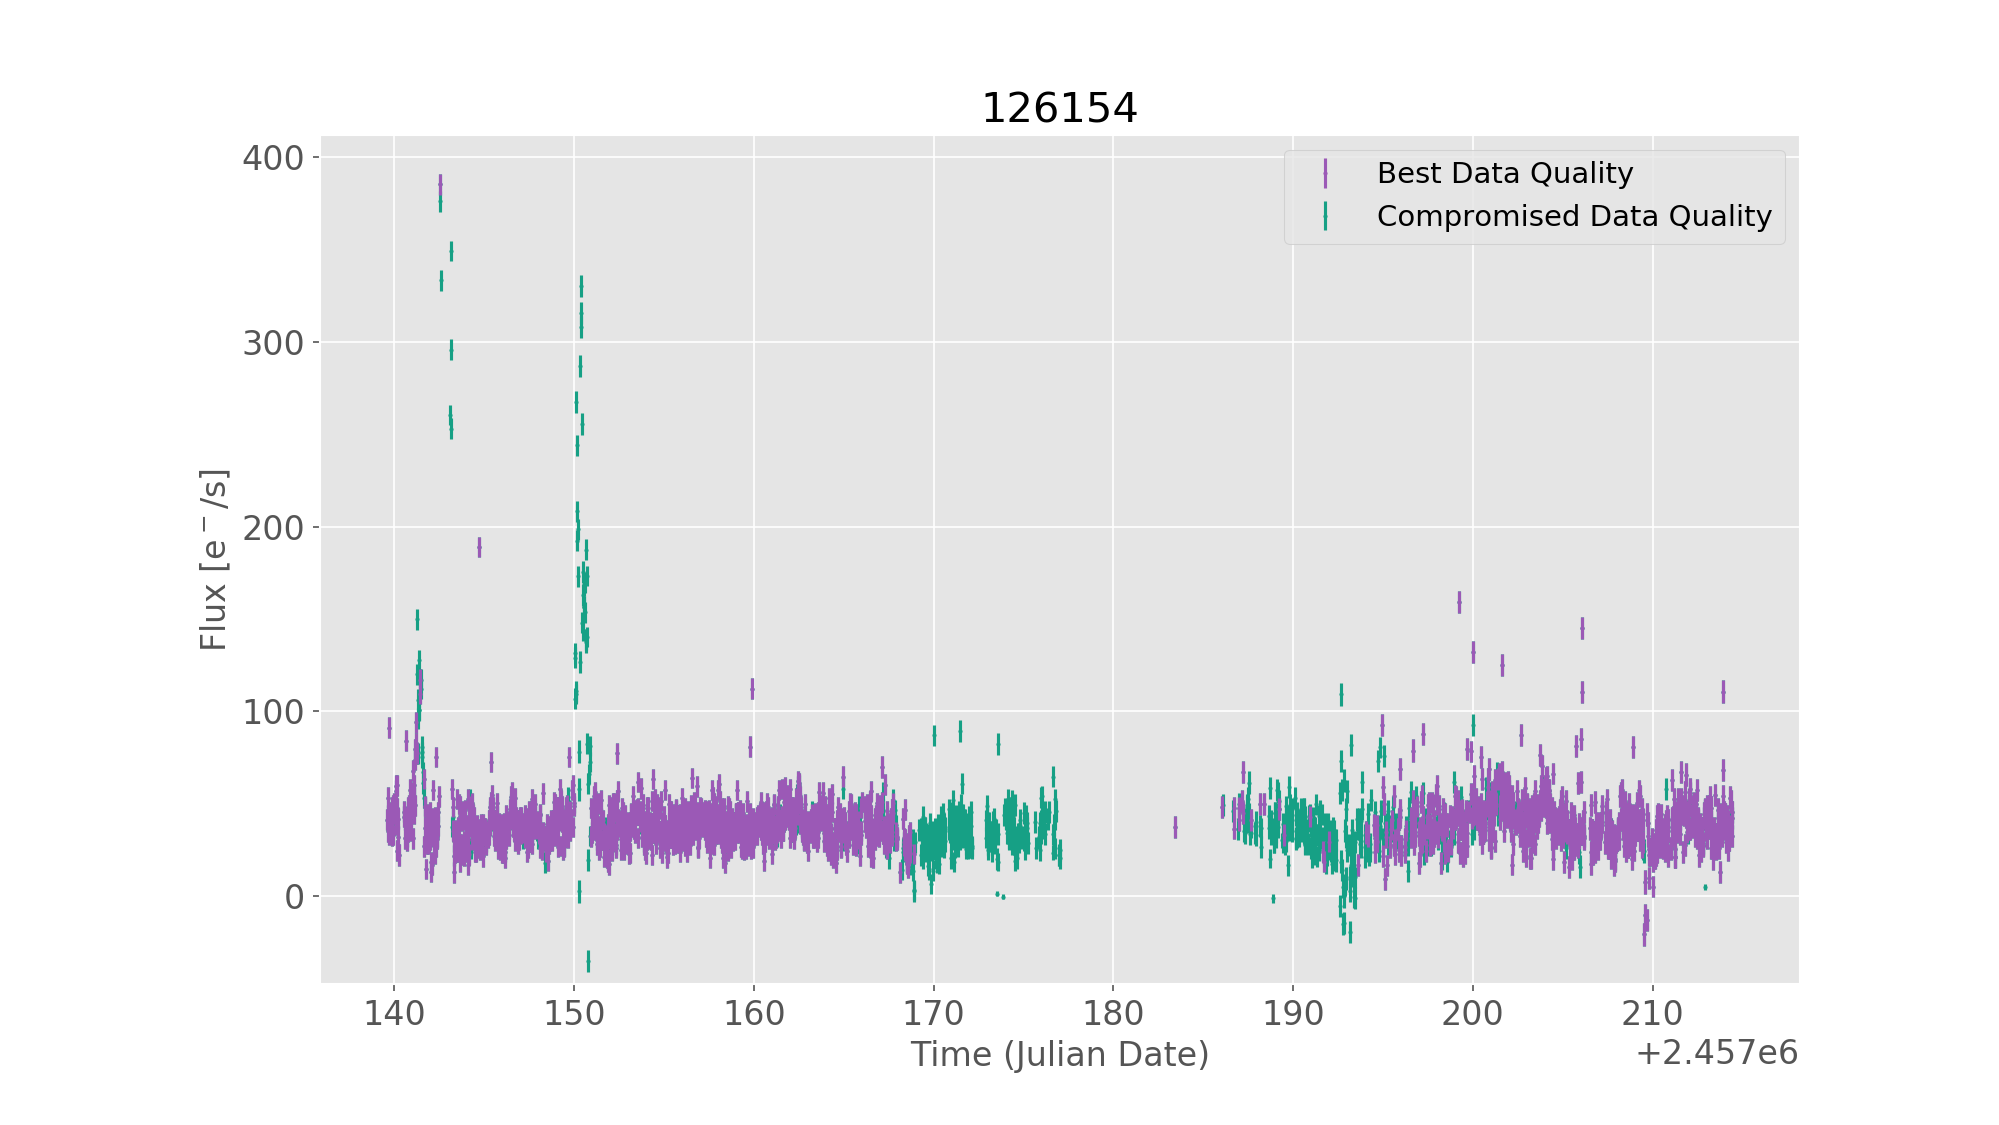 126154
400
300
200
100
0
Flux [e⁻/s]
Best Data Quality
Compromised Data Quality
140 150 160 170 180 190 200 210
Time (Julian Date)
+2.457e6